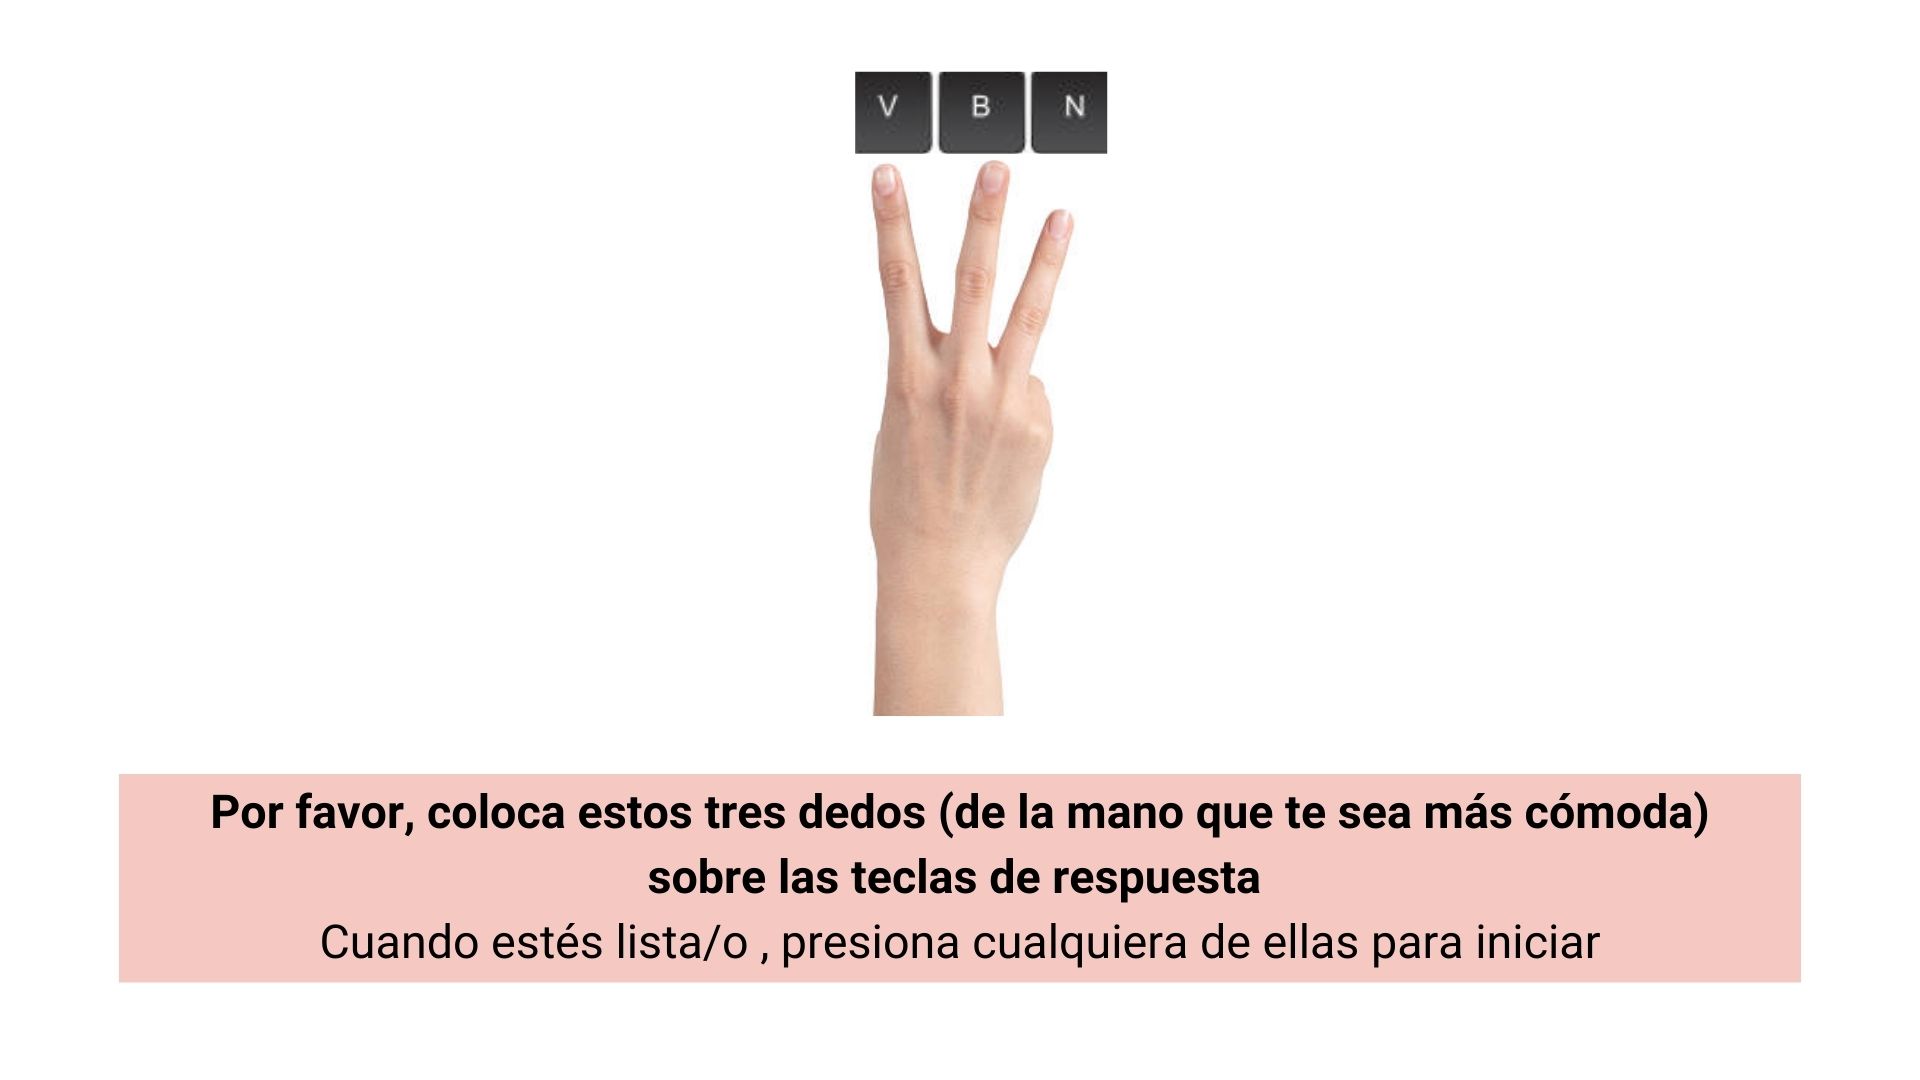 V B N
Por favor, coloca estos tres dedos (de la mano que te sea más cómoda)
sobre las teclas de respuesta
Cuando estés lista/o , presiona cualquiera de ellas para iniciar